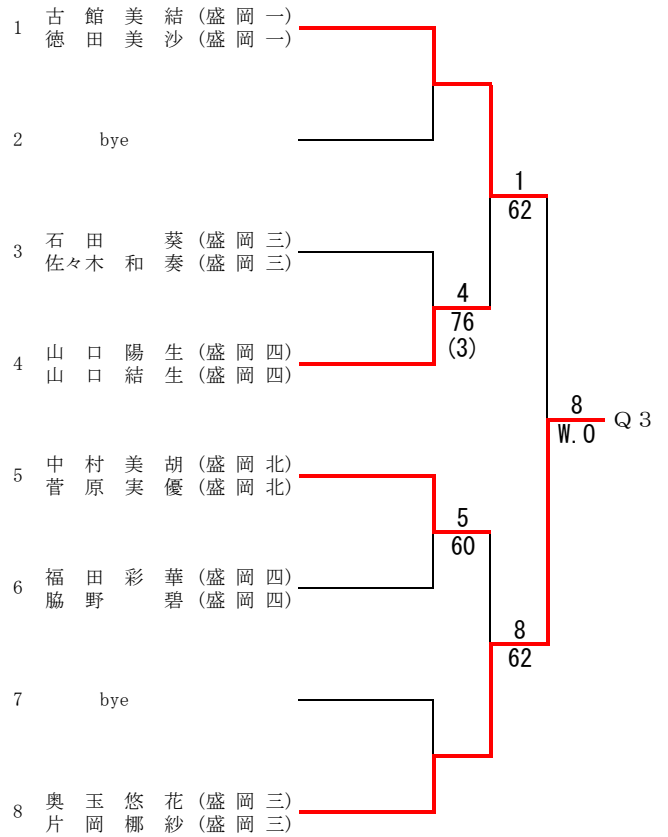 古館美結(盛岡一)
1
徳田美沙(盛岡一)
2 bye
1
62
石田 葵(盛岡三)
3
佐々木和奏(盛岡三)
4
76
(3)
山口陽生(盛岡四)
4
山口結生(盛岡四)
8
W.O
Q3
中村美胡(盛岡北)
5
菅原実優(盛岡北)
5
60
福田彩華(盛岡四)
6
脇野 碧(盛岡四)
8
62
7 bye
奥玉悠花(盛岡三)
8
片岡梛紗(盛岡三)